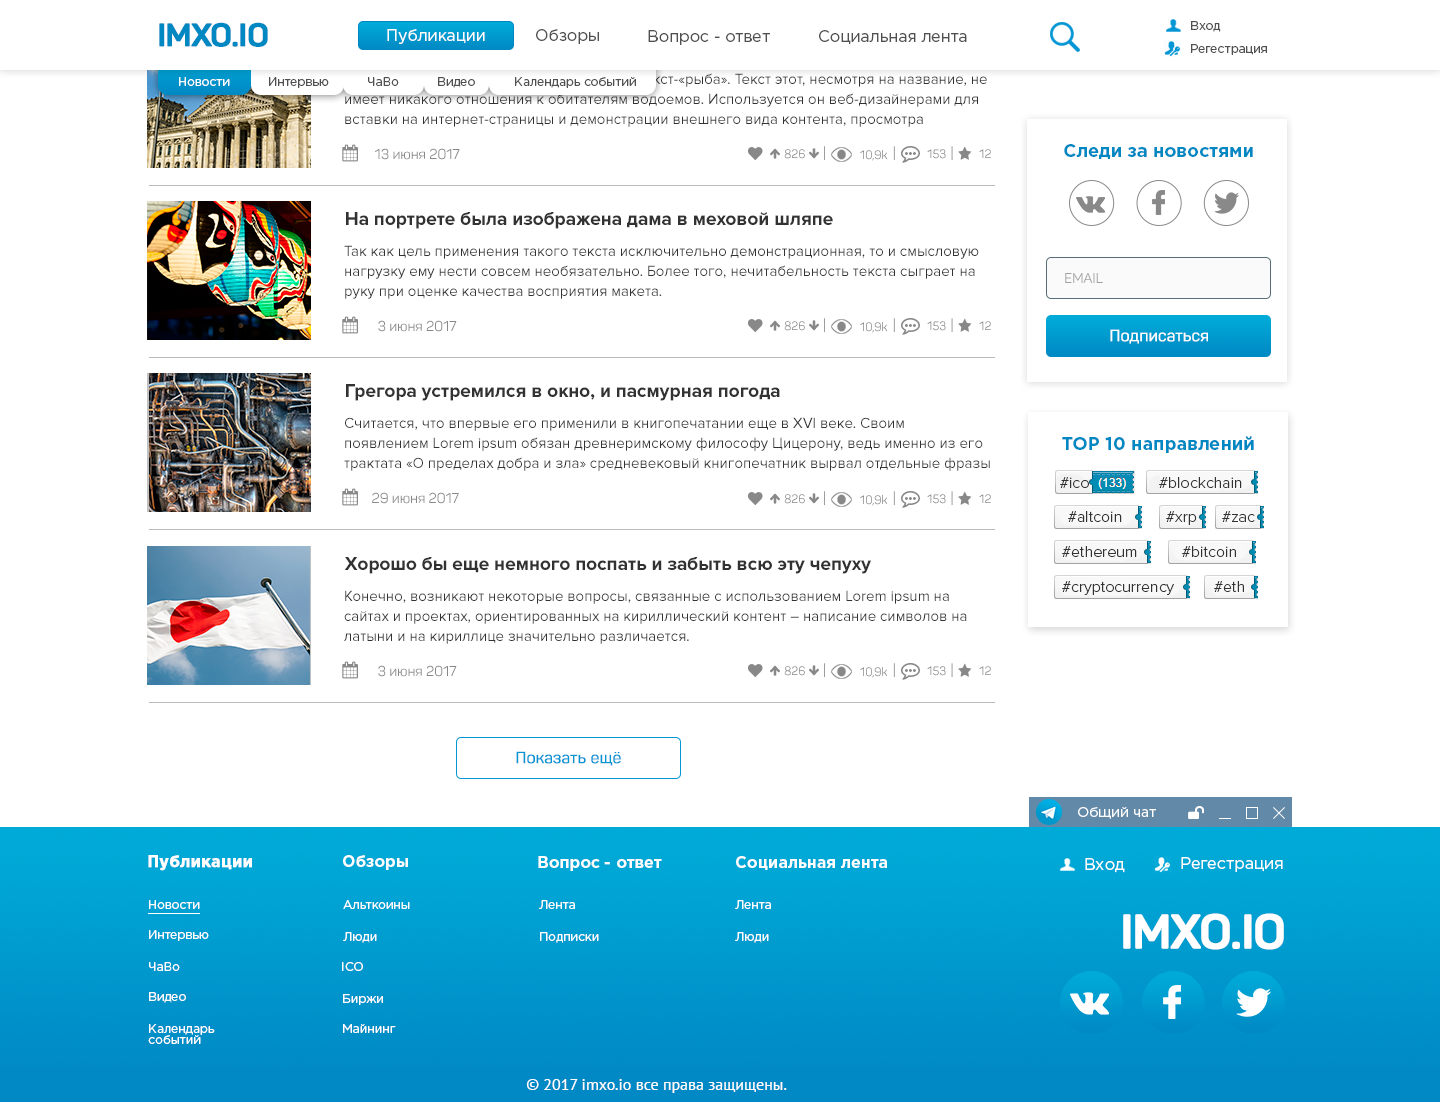 IMXO.IO
Публикации
Обзоры
Вопрос - ответ
Социальная лента
Вход
Регестрация
Новости
Интервью
ЧаВо
Видео
Календарь событий
кст-«рыба». Текст этот, несмотря на название, не
имеет никакого отношения к обитателям водоемов. Используется он веб-дизайнерами для
вставки на интернет-страницы и демонстрации внешнего вида контента, просмотра
13 июня 2017
826 | 10,9k | 153 | 12
На портрете была изображена дама в меховой шляпе
Так как цель применения такого текста исключительно демонстрационная, то и смысловую
нагрузку ему нести совсем необязательно. Более того, нечитабельность текста сыграет на
руку при оценке качества восприятия макета.
3 июня 2017
826 | 10,9k | 153 | 12
Грегора устремился в окно, и пасмурная погода
Считается, что впервые его применили в книгопечатании еще в XVI веке. Своим
появлением Lorem ipsum обязан древнеримскому философу Цицерону, ведь именно из его
трактата «О пределах добра и зла» средневековый книгопечатник вырвал отдельные фразы
29 июня 2017
826 | 10,9k | 153 | 12
Хорошо бы еще немного поспать и забыть всю эту чепуху
Конечно, возникают некоторые вопросы, связанные с использованием Lorem ipsum на
сайтах и проектах, ориентированных на кириллический контент – написание символов на
латыни и на кириллице значительно различается.
3 июня 2017
826 | 10,9k | 153 | 12
Показать ещё
Следи за новостями
EMAIL
Подписаться
TOP 10 направлений
#ico (133) #blockchain
#altcoin #xrp #zac
#ethereum #bitcoin
#cryptocurrency #eth
Общий чат
Публикации
Новости
Интервью
ЧаВо
Видео
Календарь
событий
Обзоры
Альткоины
Люди
ICO
Биржи
Майнинг
Вопрос - ответ
Лента
Подписки
Социальная лента
Лента
Люди
Вход
Регестрация
IMXO.IO
© 2017 imxo.io все права защищены.